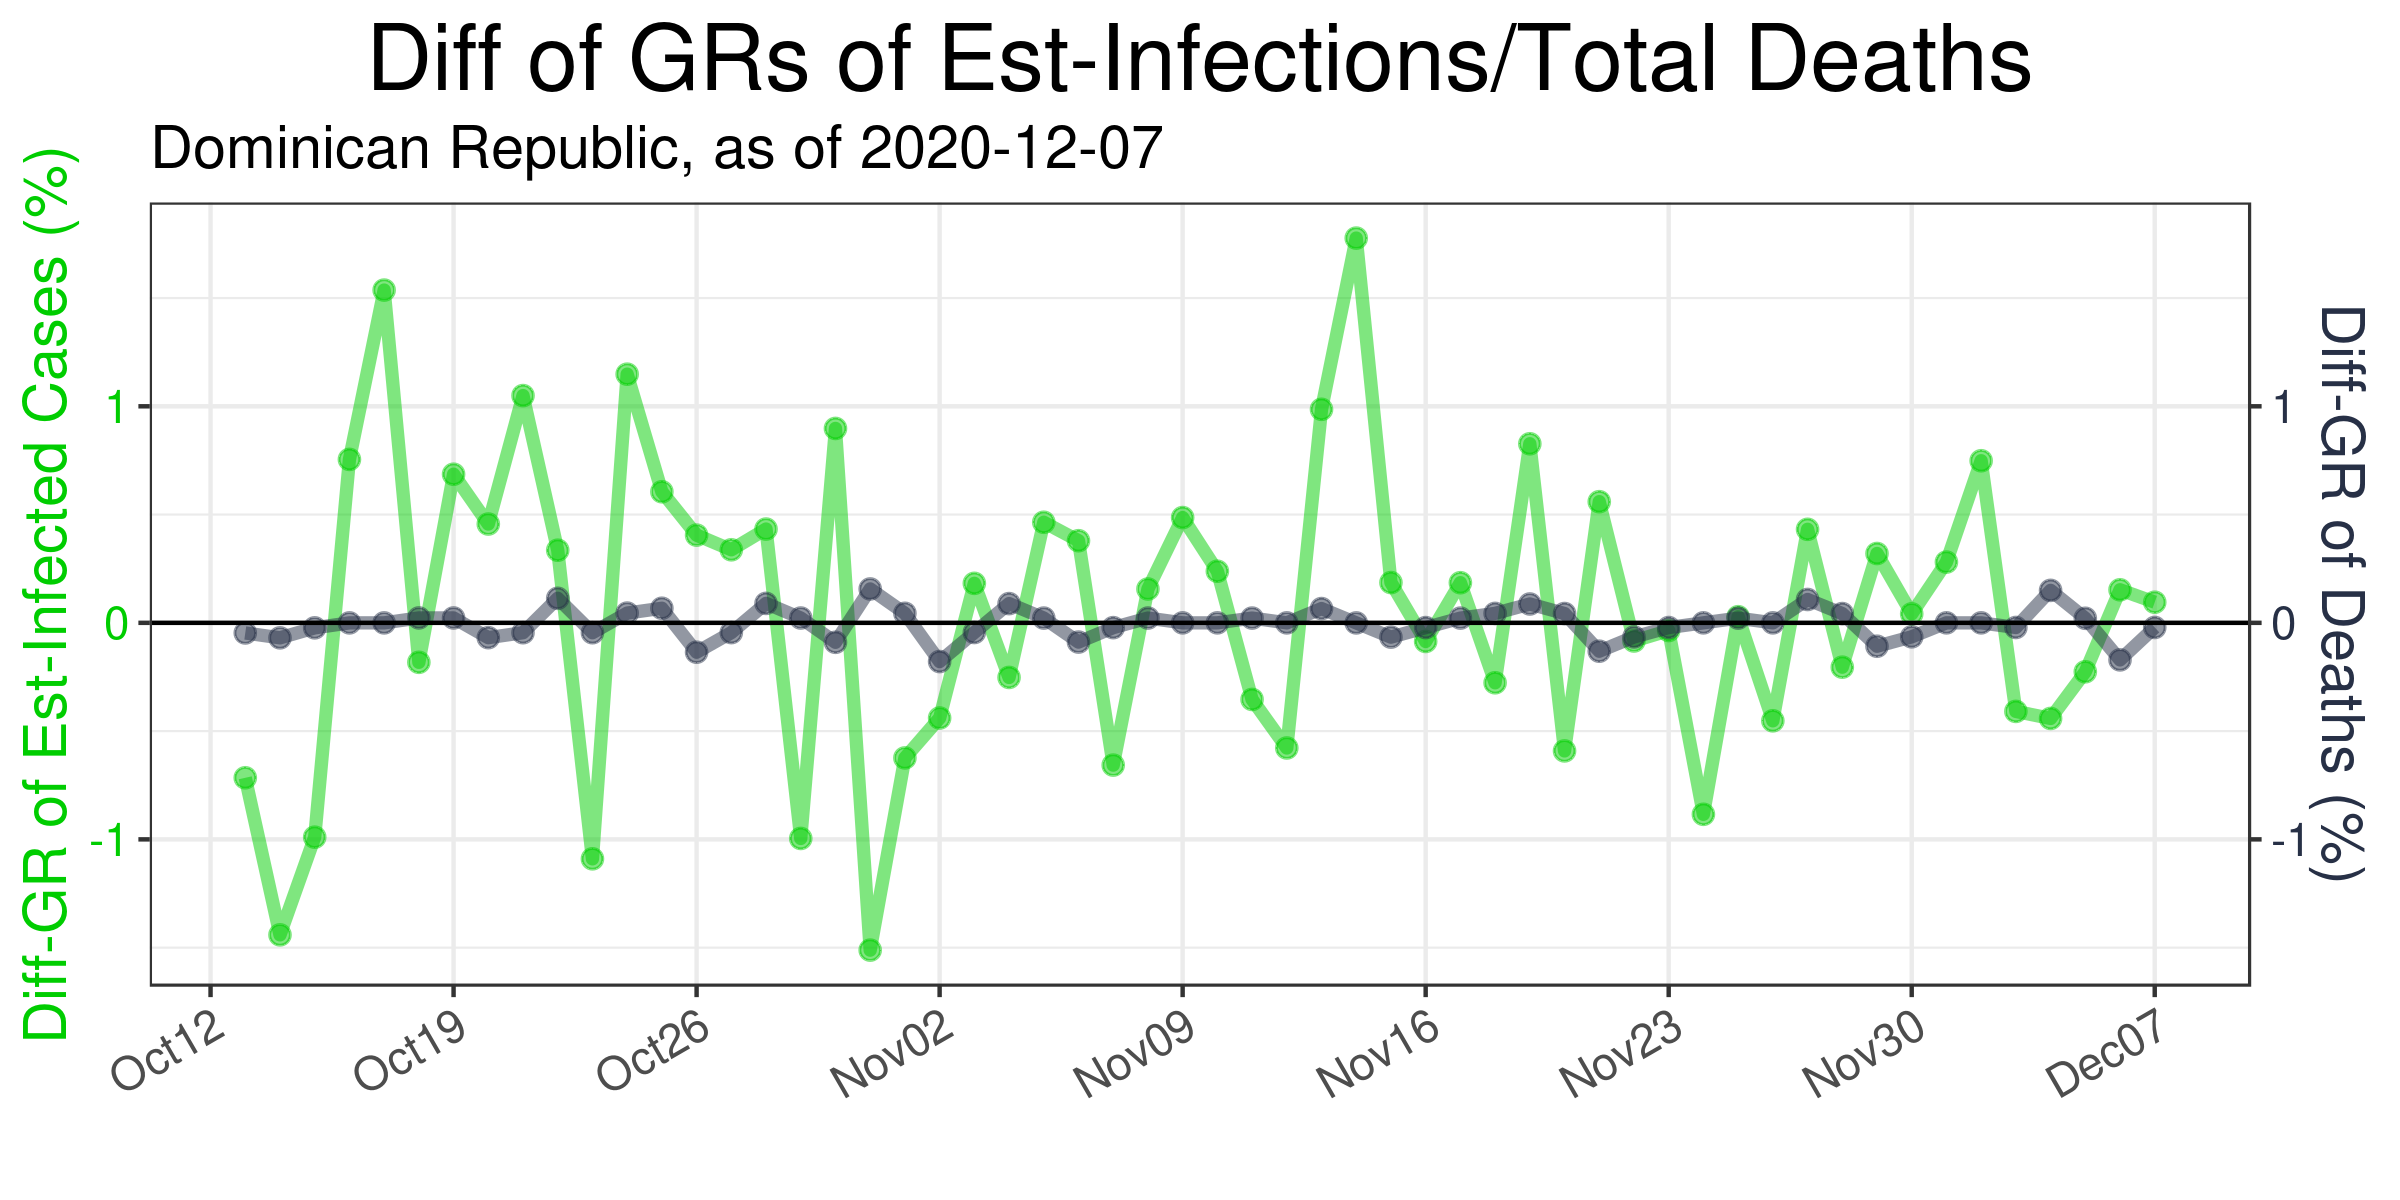 Diff of GRs of Est-Infections/Total Deaths
Dominican Republic, as of 2020-12-07
Diff-GR of Est-Infected Cases (%)
1
0
-1
1
0
-1
Diff-GR of Deaths (%)
Oct12
Oct19
Oct26
Nov02
Nov09
Nov16
Nov23
Nov30
Dec07